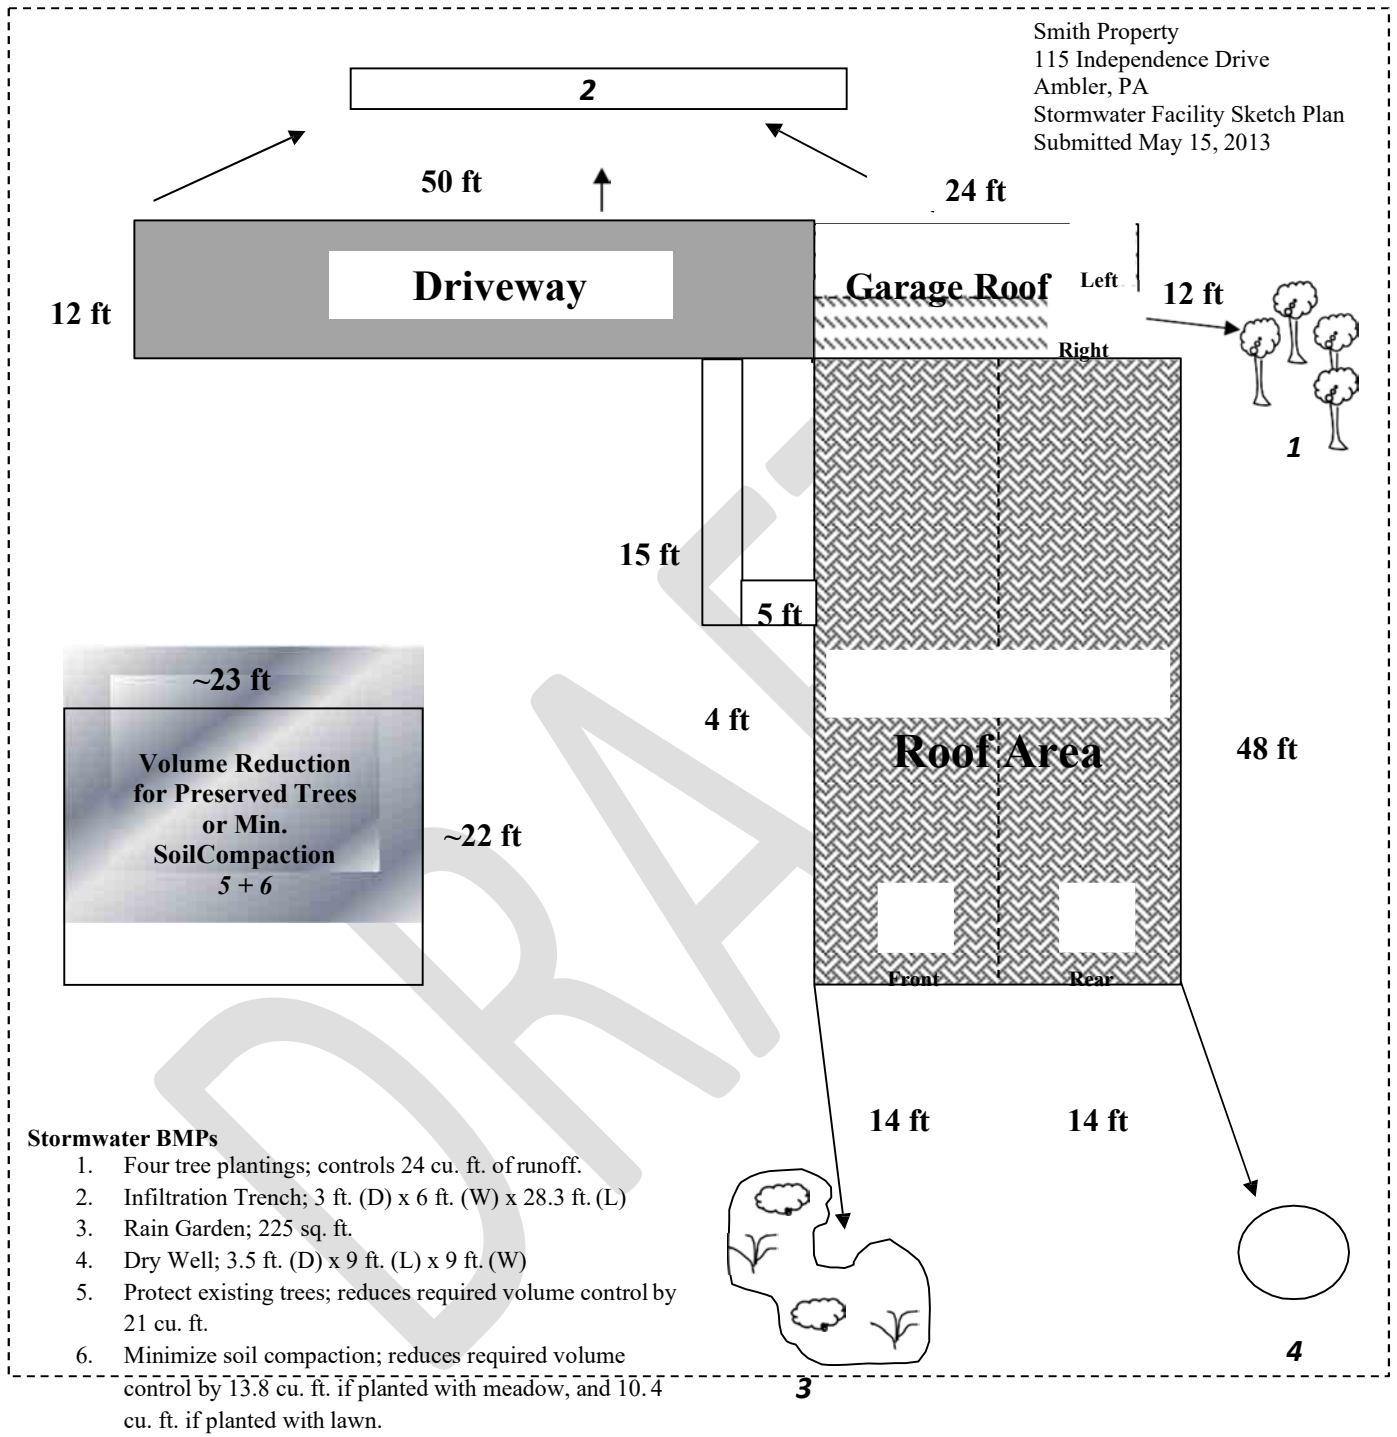 Smith Property
115 Independence Drive
Ambler, PA
Stormwater Facility Sketch Plan
Submitted May 15, 2013
2
50 ft
24 ft
Driveway
Garage Roof
Left
12 ft
12 ft
Right
1
15 ft
5 ft
~23 ft
4 ft
Roof Area
48 ft
Volume Reduction
for Preserved Trees
or Min.
SoilCompaction
5 + 6
~22 ft
Front
Rear
14 ft
14 ft
Stormwater BMPs
1. Four tree plantings; controls 24 cu. ft. of runoff.
2. Infiltration Trench; 3 ft. (D) x 6 ft. (W) x 28.3 ft. (L)
3. Rain Garden; 225 sq. ft.
4. Dry Well; 3.5 ft. (D) x 9 ft. (L) x 9 ft. (W)
5. Protect existing trees; reduces required volume control by
21 cu. ft.
6. Minimize soil compaction; reduces required volume
control by 13.8 cu. ft. if planted with meadow, and 10.4
cu. ft. if planted with lawn.
3
4
DRAFT